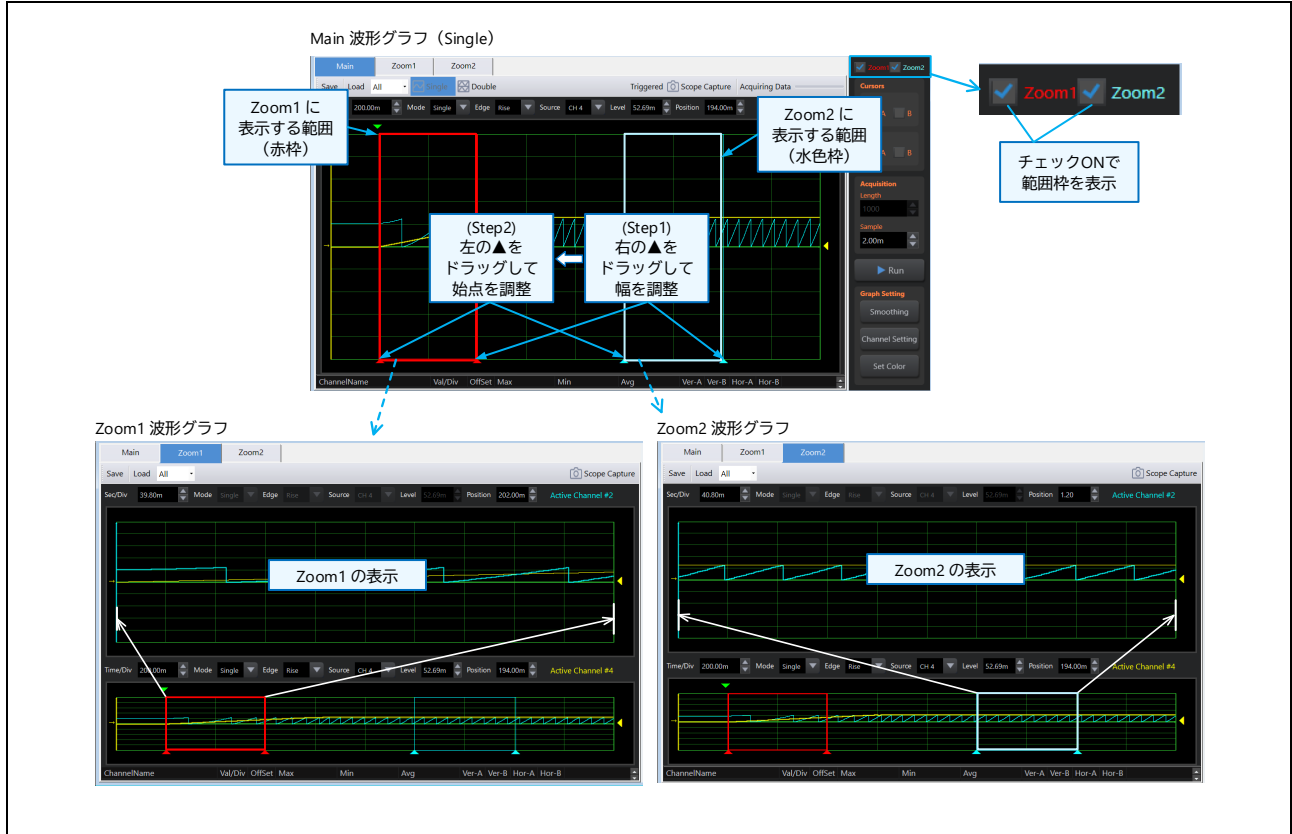 Main 波形グラフ（Single）
Main Zoom1 Zoom2
Zoom1 Zoom2
Save Load All Single Double Triggered Scope Capture Acquiring Data
200.00m Mode Single Edge Rise Source CH 4 Level 52.69m Position 194.00m
Zoom1 に
表示する範囲
（赤枠）
Zoom2 に
表示する範囲
（水色枠）
Zoom1 Zoom2
チェックONで
範囲枠を表示
(Step2)
左の▲を
ドラッグして
始点を調整
(Step1)
右の▲を
ドラッグして
幅を調整
Cursors
A B
A B
Acquisition
Length
1000
Sample
2.00m
Run
Graph Setting
Smoothing
Channel Setting
Set Color
ChannelName Val/Div OffSet Max Min Avg Ver-A Ver-B Hor-A Hor-B
Zoom1 波形グラフ
Main Zoom1 Zoom2
Save Load All Scope Capture
Sec/Div 39.80m Mode Single Edge Rise Source CH 4 Level 52.69m Position 202.00m Active Channel #2
Zoom1 の表示
Time/Div 200.00m Mode Single Edge Rise Source CH 4 Level 52.69m Position 194.00m Active Channel #4
ChannelName Val/Div OffSet Max Min Avg Ver-A Ver-B Hor-A Hor-B
Zoom2 波形グラフ
Main Zoom1 Zoom2
Save Load All Scope Capture
Sec/Div 40.80m Mode Single Edge Rise Source CH 4 Level 52.69m Position 1.20 Active Channel #2
Zoom2 の表示
Time/Div 200.00m Mode Single Edge Rise Source CH 4 Level 52.69m Position 194.00m Active Channel #4
ChannelName Val/Div OffSet Max Min Avg Ver-A Ver-B Hor-A Hor-B